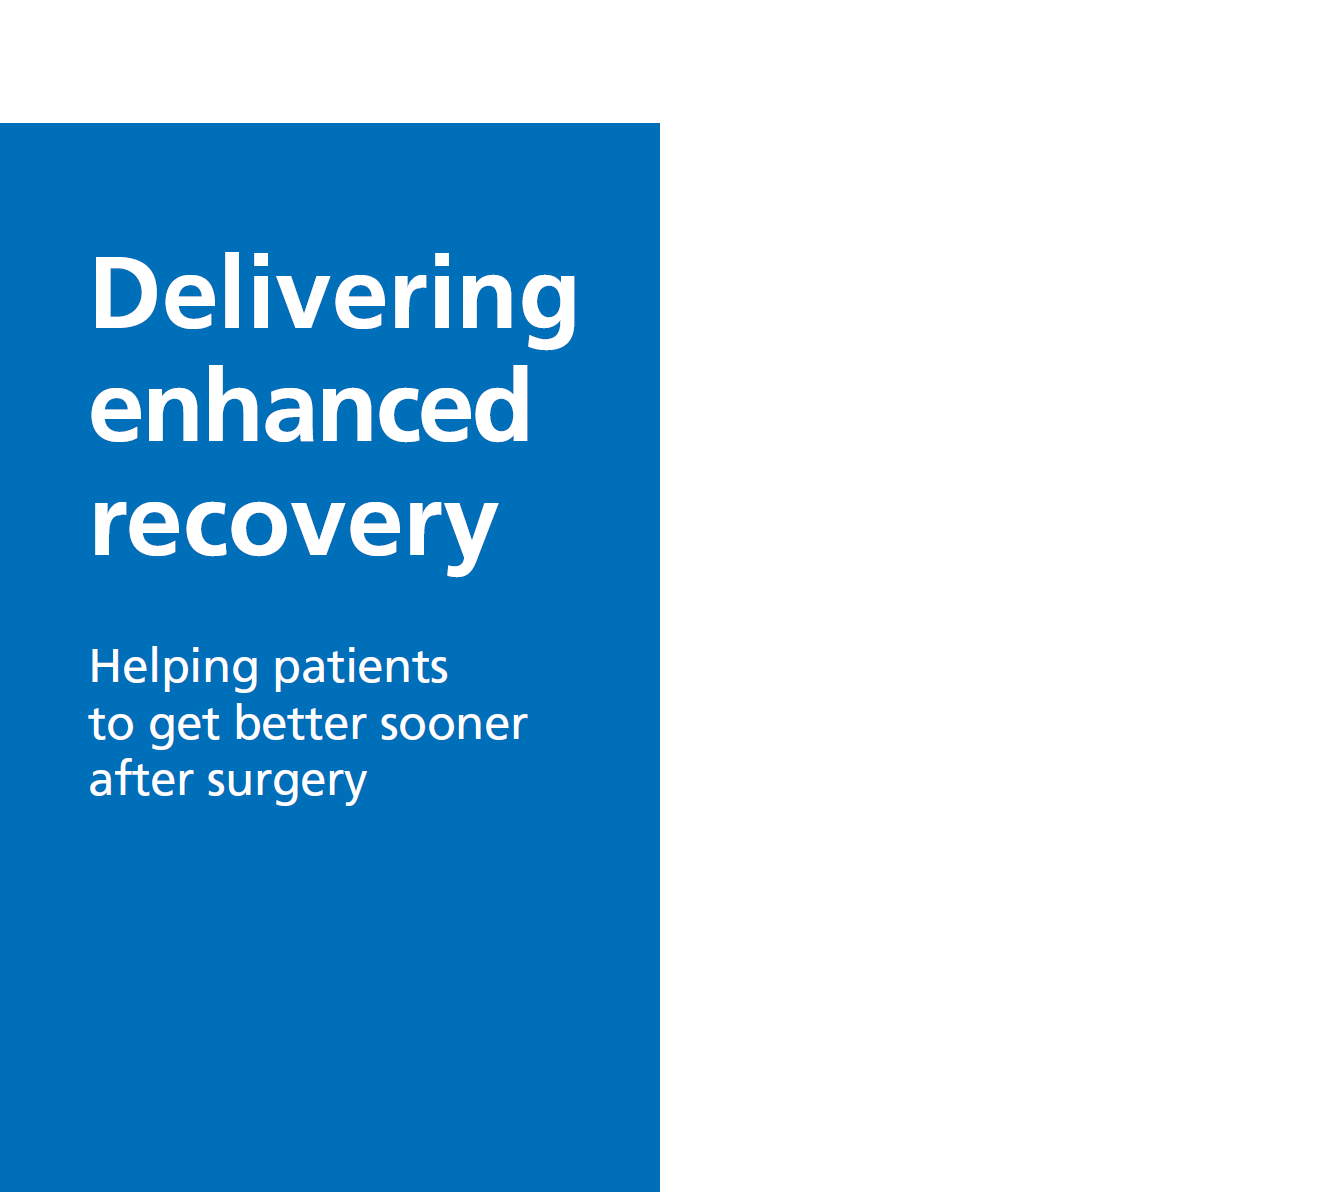 Delivering
enhanced
recovery
Helping patients
to get better sooner
after surgery